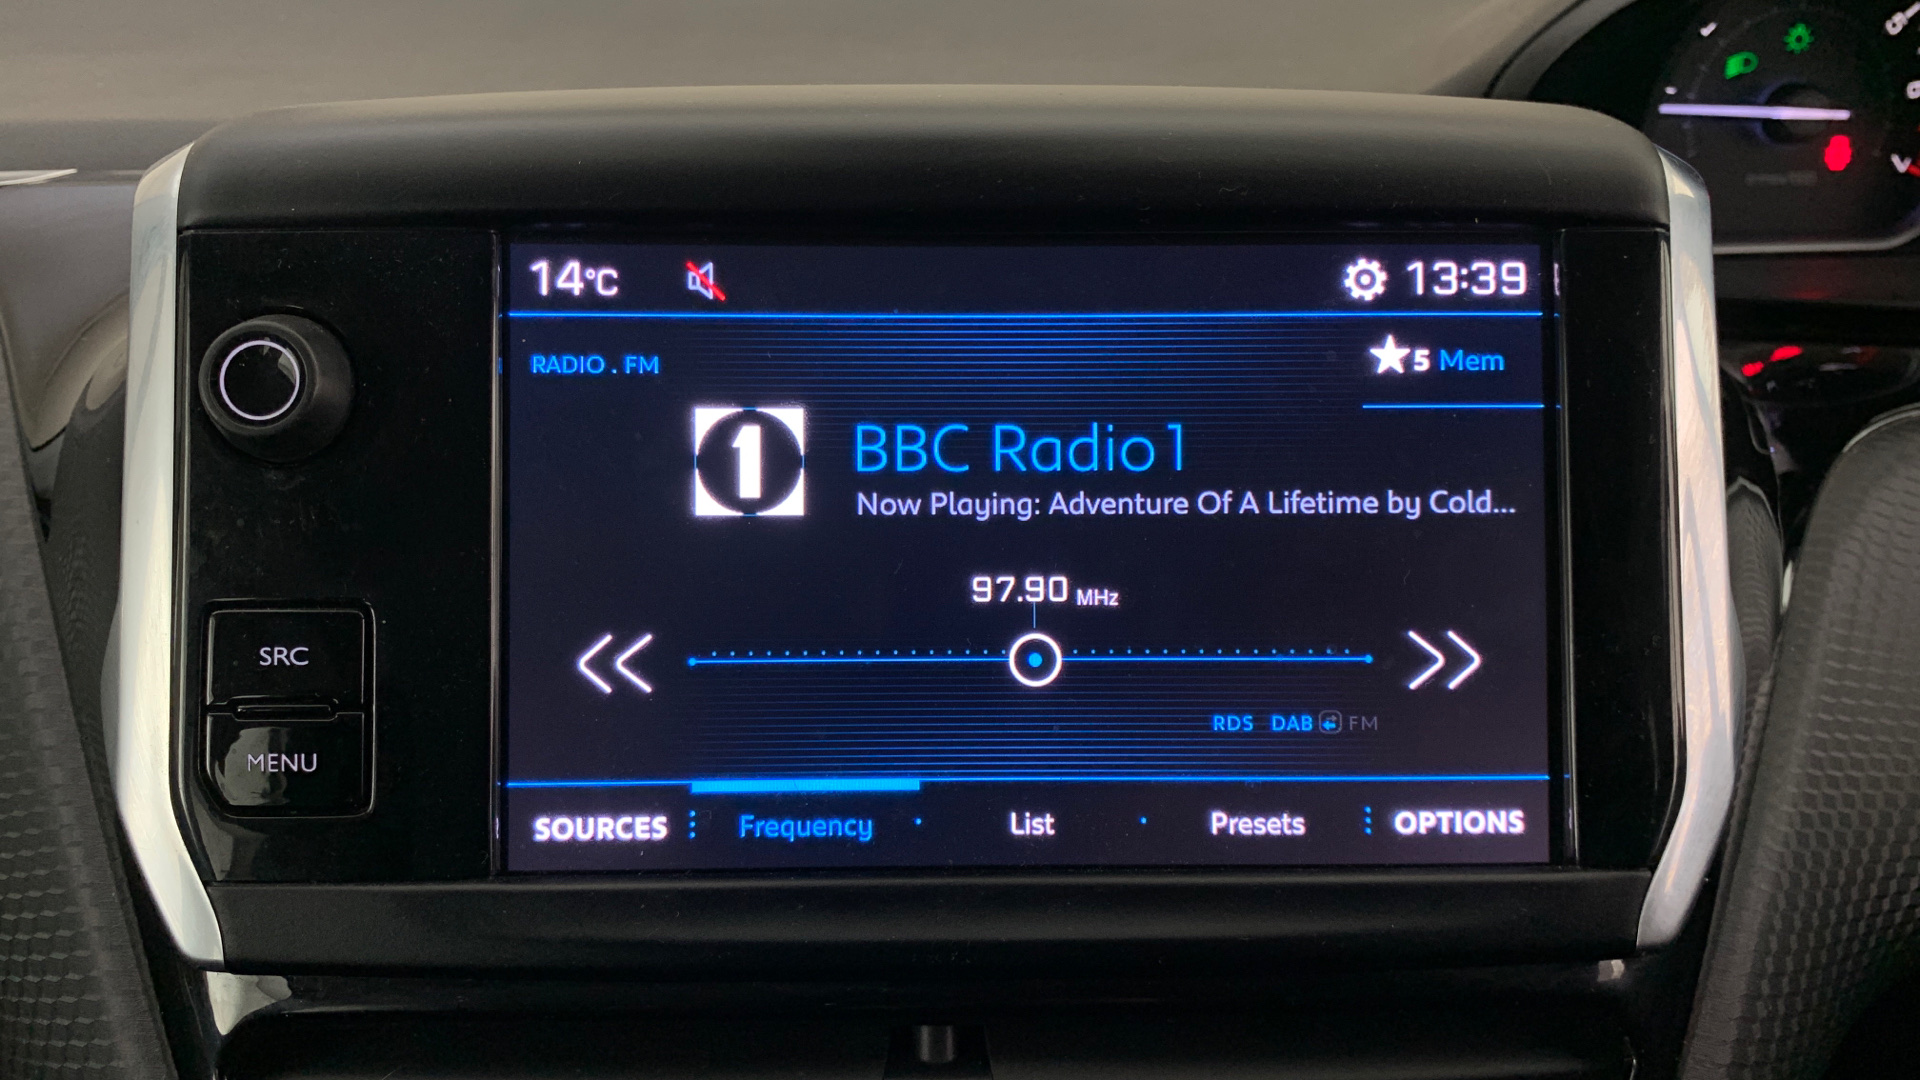 14°C 13:39
RADIO . FM
5 Mem
1
BBC Radio 1
Now Playing: Adventure Of A Lifetime by Cold...
97.90 MHz
SRC
MENU
RDS DAB FM
SOURCES Frequency List Presets OPTIONS